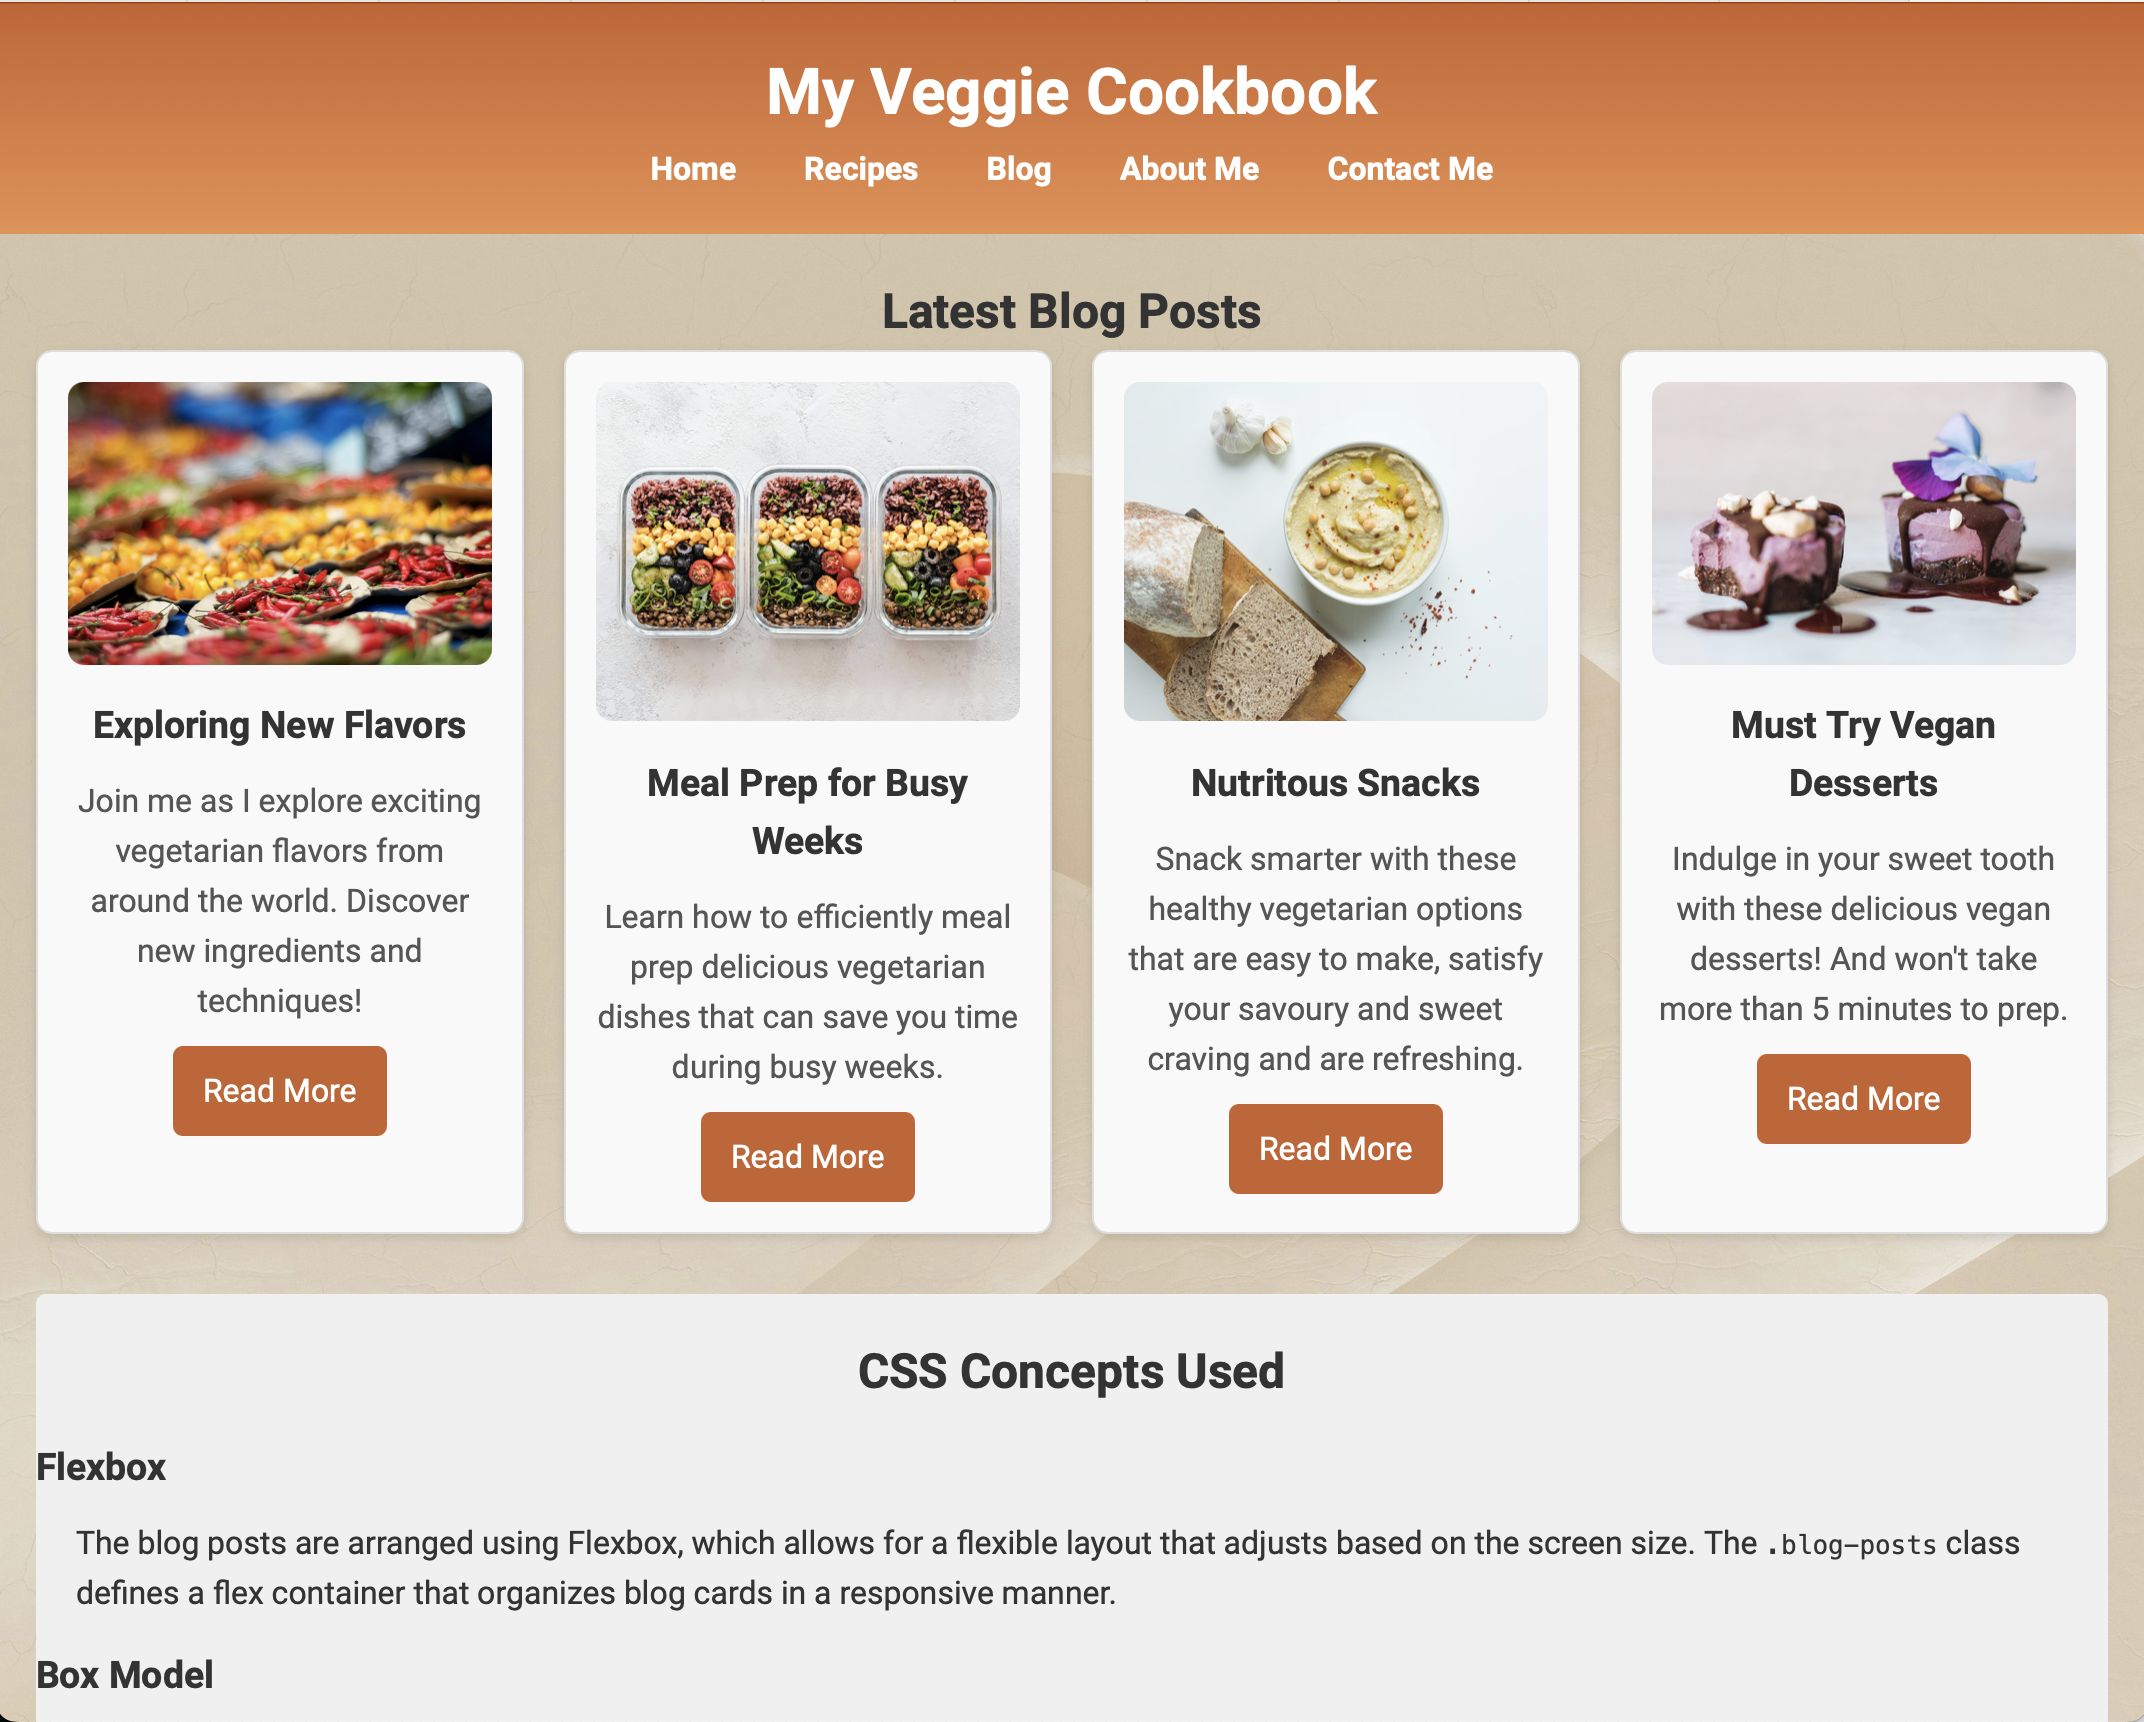 My Veggie Cookbook
Home Recipes Blog About Me Contact Me
Latest Blog Posts
Exploring New Flavors
Join me as I explore exciting
vegetarian flavors from
around the world. Discover
new ingredients and
techniques!
Read More
Meal Prep for Busy
Weeks
Learn how to efficiently meal
prep delicious vegetarian
dishes that can save you time
during busy weeks.
Read More
Nutritous Snacks
Snack smarter with these
healthy vegetarian options
that are easy to make, satisfy
your savoury and sweet
craving and are refreshing.
Read More
Must Try Vegan
Desserts
Indulge in your sweet tooth
with these delicious vegan
desserts! And won't take
more than 5 minutes to prep.
Read More
CSS Concepts Used
Flexbox
The blog posts are arranged using Flexbox, which allows for a flexible layout that adjusts based on the screen size. The .blog-posts class
defines a flex container that organizes blog cards in a responsive manner.
Box Model